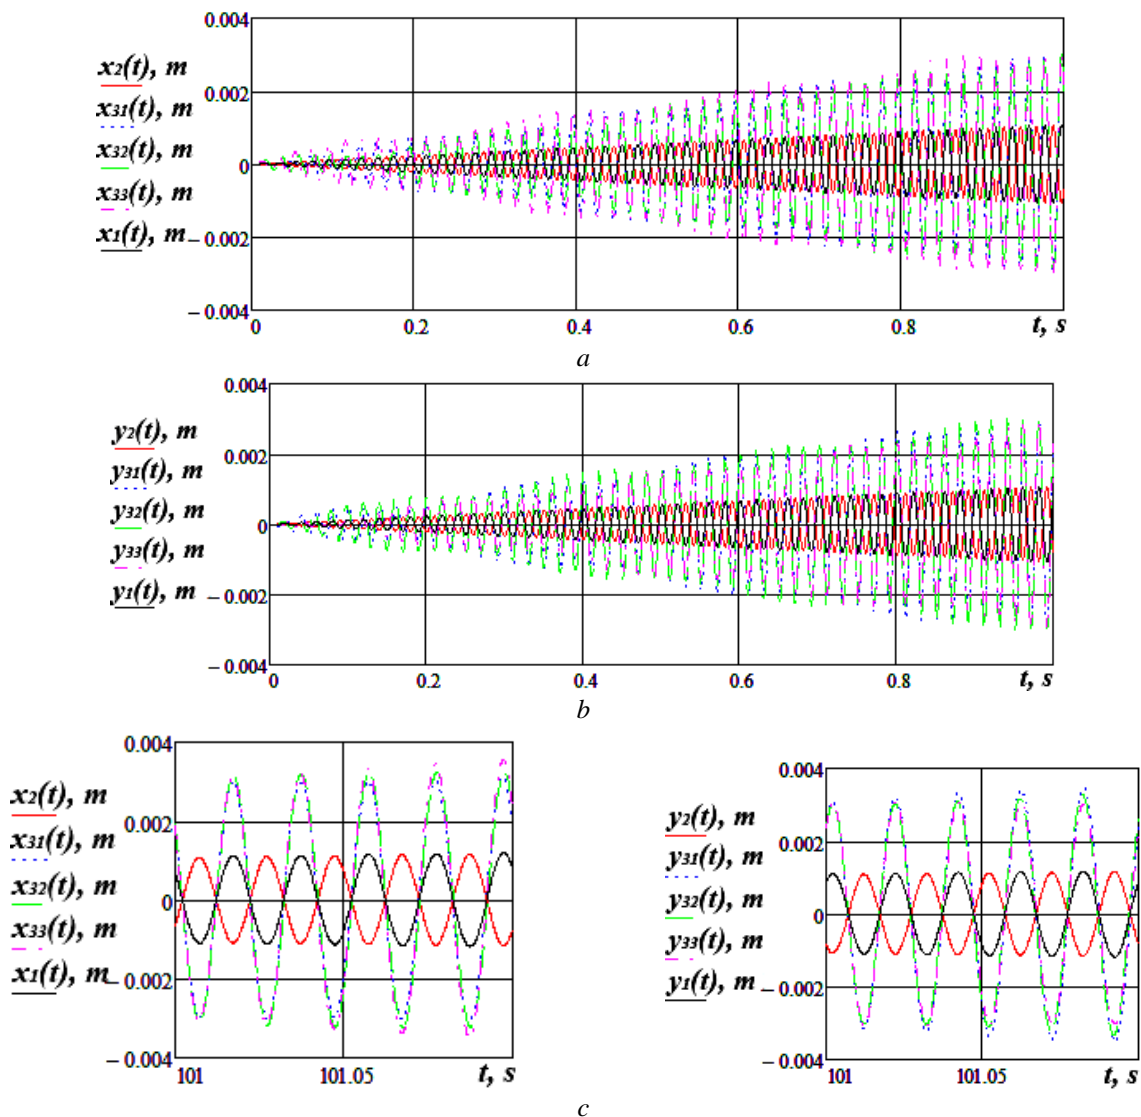 0.004
x2(t), m
0.002
x31(t), m
x32(t), m
0
x33(t), m
x1(t), m
−0.002
−0.004
0 0.2 0.4 0.6 0.8 t, s
a
0.004
y2(t), m
0.002
y31(t), m
y32(t), m
0
y33(t), m
y1(t), m
−0.002
−0.004
0 0.2 0.4 0.6 0.8 t, s
b
0.004
x2(t), m
0.002
x31(t), m
x32(t), m
0
x33(t), m
x1(t), m
−0.002
−0.004
101 101.05 t, s
0.004
y2(t), m
0.002
y31(t), m
y32(t), m
0
y33(t), m
y1(t), m
−0.002
−0.004
101 101.05 t, s
c